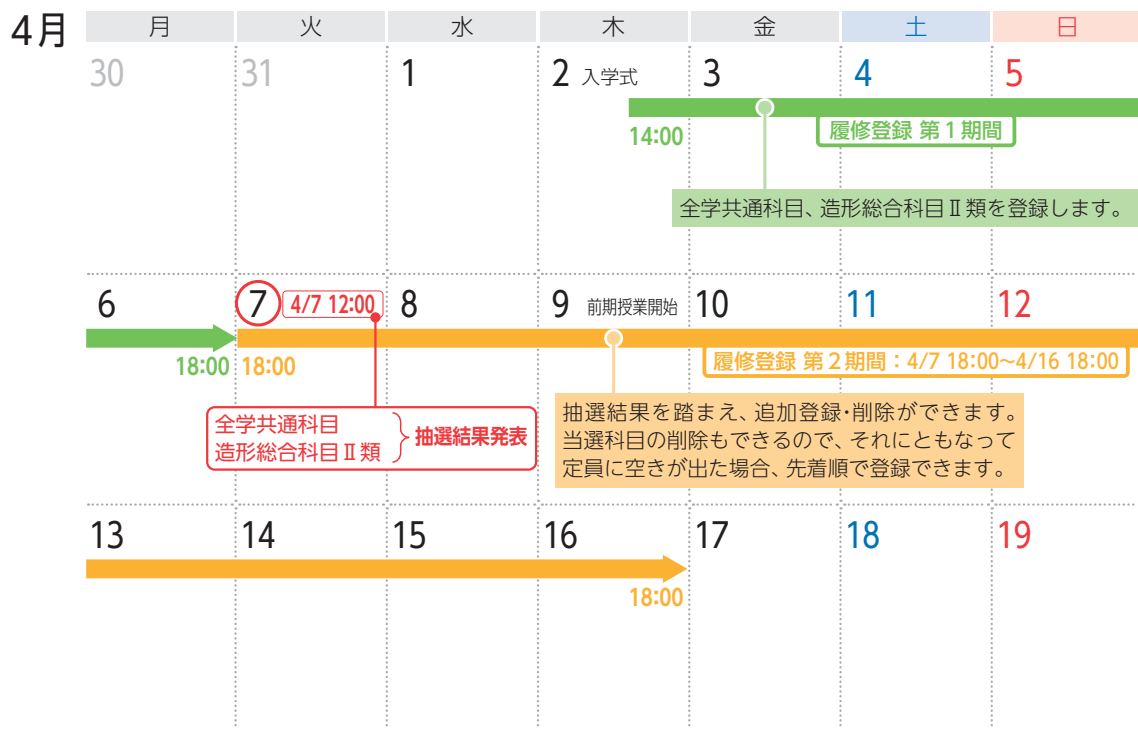 4月
月 火 水 木 金 土 日
30 31 1 2 入学式 3 4 5
14:00
履修登録 第1期間
全学共通科目、造形総合科目Ⅱ類を登録します。
6 7 4/7 12:00 8 9 前期授業開始 10 11 12
18:00 18:00
履修登録 第2期間：4/7 18:00~4/16 18:00
全学共通科目
造形総合科目Ⅱ類
抽選結果発表
抽選結果を踏まえ、追加登録・削除ができます。
当選科目の削除もできるので、それにともなって
定員に空きが出た場合、先着順で登録できます。
13 14 15 16 17 18 19
18:00